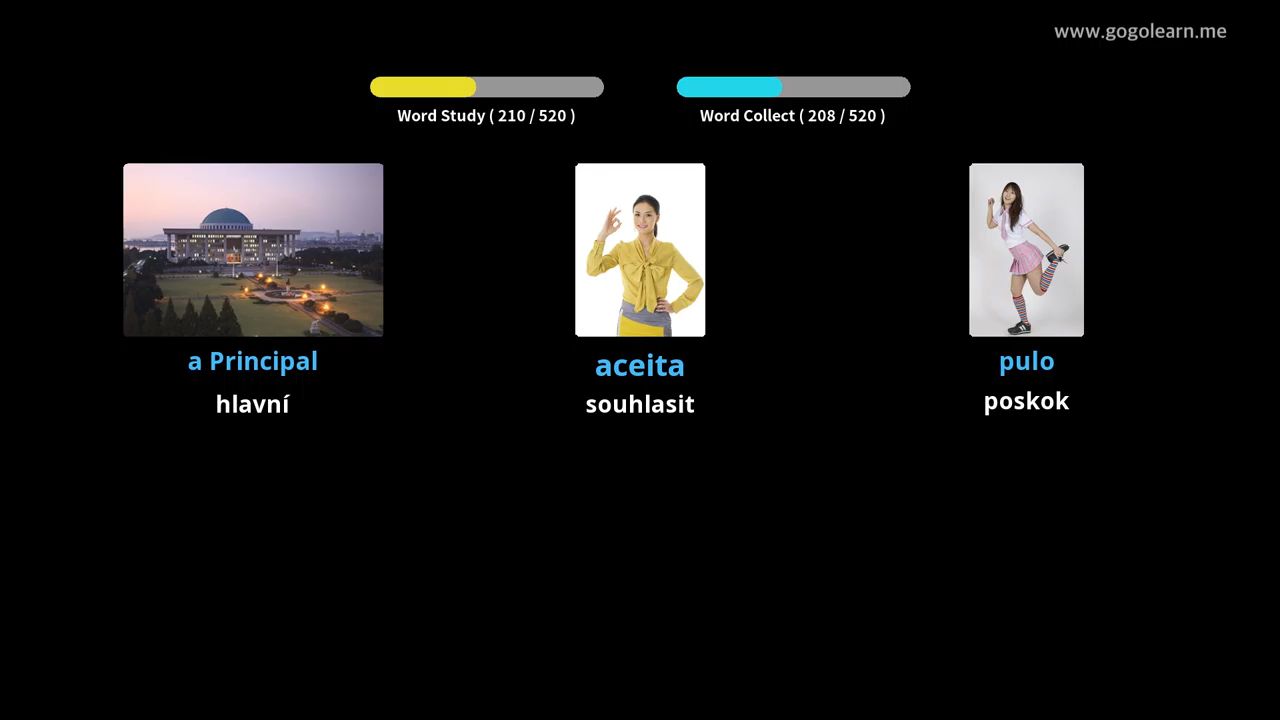 www.gogolearn.me
Word Study ( 210 / 520 )
Word Collect ( 208 / 520 )
a Principal
hlavní
aceita
souhlasit
pulo
poskok